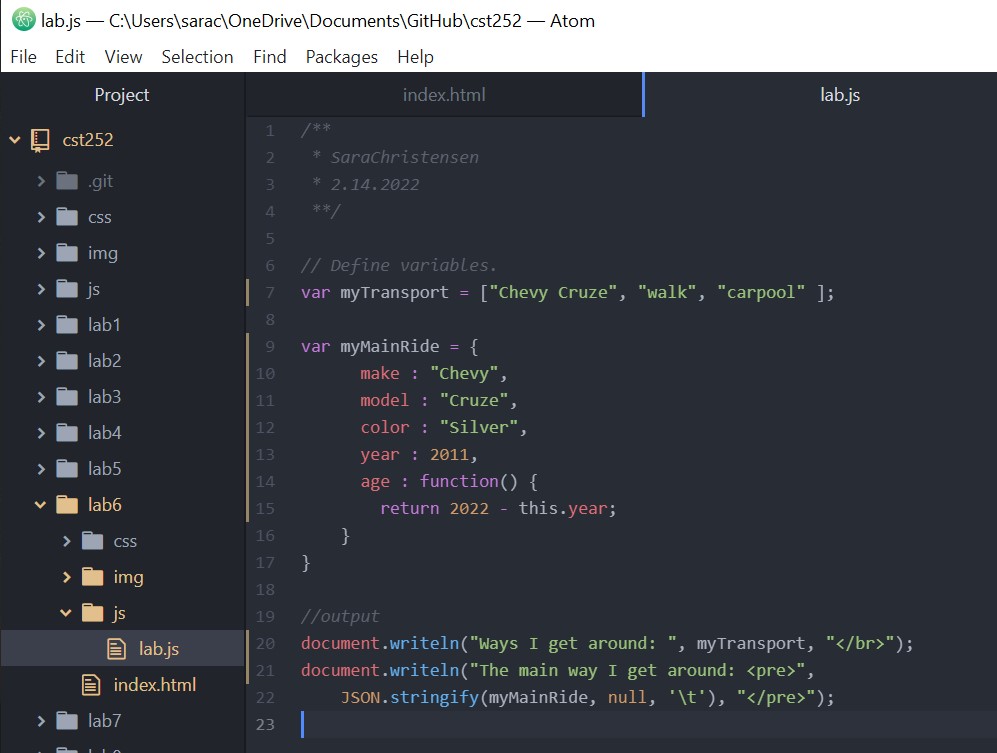 lab.js — C:\Users\sarac\OneDrive\Documents\GitHub\cst252 — Atom
File Edit View Selection Find Packages Help
Project
cst252
.git
css
img
js
lab1
lab2
lab3
lab4
lab5
lab6
css
img
js
lab.js
index.html
lab7
index.html lab.js
1 /**
2  * SaraChristensen
3  * 2.14.2022
4  **/
5
6 // Define variables.
7 var myTransport = ["Chevy Cruze", "walk", "carpool" ];
8
9 var myMainRide = {
10       make : "Chevy",
11       model : "Cruze",
12       color : "Silver",
13       year : 2011,
14       age : function() {
15         return 2022 - this.year;
16     }
17 }
18
19 //output
20 document.writeln("Ways I get around: ", myTransport, "</br>");
21 document.writeln("The main way I get around: <pre>",
22     JSON.stringify(myMainRide, null, '\t'), "</pre>");
23